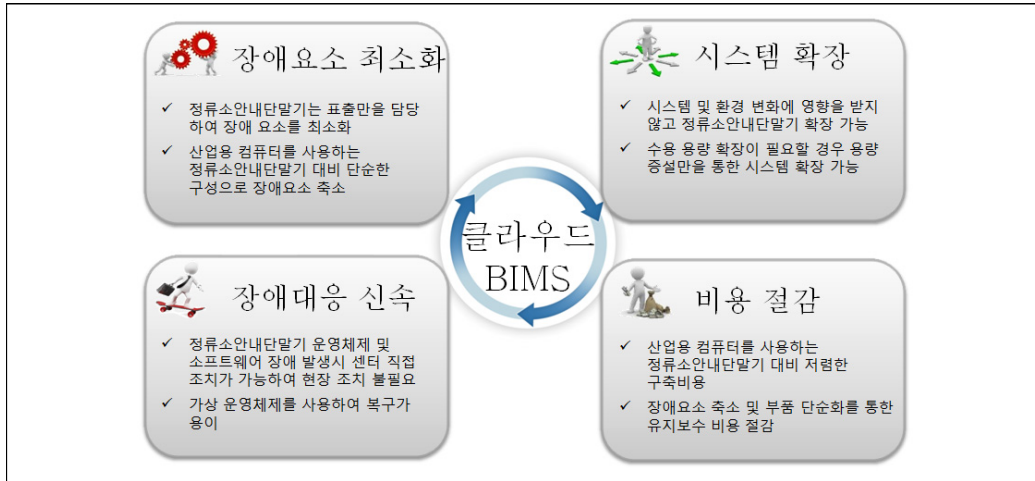 장애요소 최소화
✓ 정류소안내단말기는 표출만을 담당
하여 장애 요소를 최소화
✓ 산업용 컴퓨터를 사용하는
정류소안내단말기 대비 단순한
구성으로 장애요소 축소
시스템 확장
✓ 시스템 및 환경 변화에 영향을 받지
않고 정류소안내단말기 확장 가능
✓ 수용 용량 확장이 필요할 경우 용량
증설만을 통한 시스템 확장 가능
클라우드
BIMS
장애대응 신속
✓ 정류소안내단말기 운영체제 및
소프트웨어 장애 발생시 센터 직접
조치가 가능하여 현장 조치 불필요
✓ 가상 운영체제를 사용하여 복구가
용이
비용 절감
✓ 산업용 컴퓨터를 사용하는
정류소안내단말기 대비 저렴한
구축비용
✓ 장애요소 축소 및 부품 단순화를 통한
유지보수 비용 절감